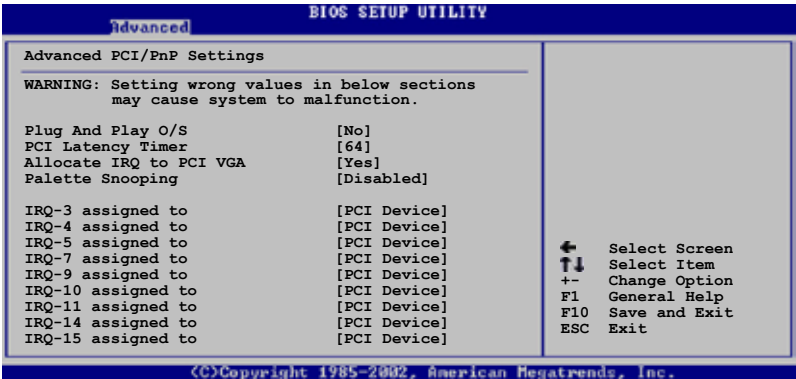 BIOS SETUP UTILITY
Advanced
Advanced PCI/PnP Settings
WARNING: Setting wrong values in below sections
may cause system to malfunction.
Plug And Play O/S [No]
PCI Latency Timer [64]
Allocate IRQ to PCI VGA [Yes]
Palette Snooping [Disabled]
IRQ-3 assigned to [PCI Device]
IRQ-4 assigned to [PCI Device]
IRQ-5 assigned to [PCI Device]
IRQ-7 assigned to [PCI Device]
IRQ-9 assigned to [PCI Device]
IRQ-10 assigned to [PCI Device]
IRQ-11 assigned to [PCI Device]
IRQ-14 assigned to [PCI Device]
IRQ-15 assigned to [PCI Device]
← Select Screen
↑↓ Select Item
+- Change Option
F1 General Help
F10 Save and Exit
ESC Exit
(C)Copyright 1985-2002, American Megatrends, Inc.